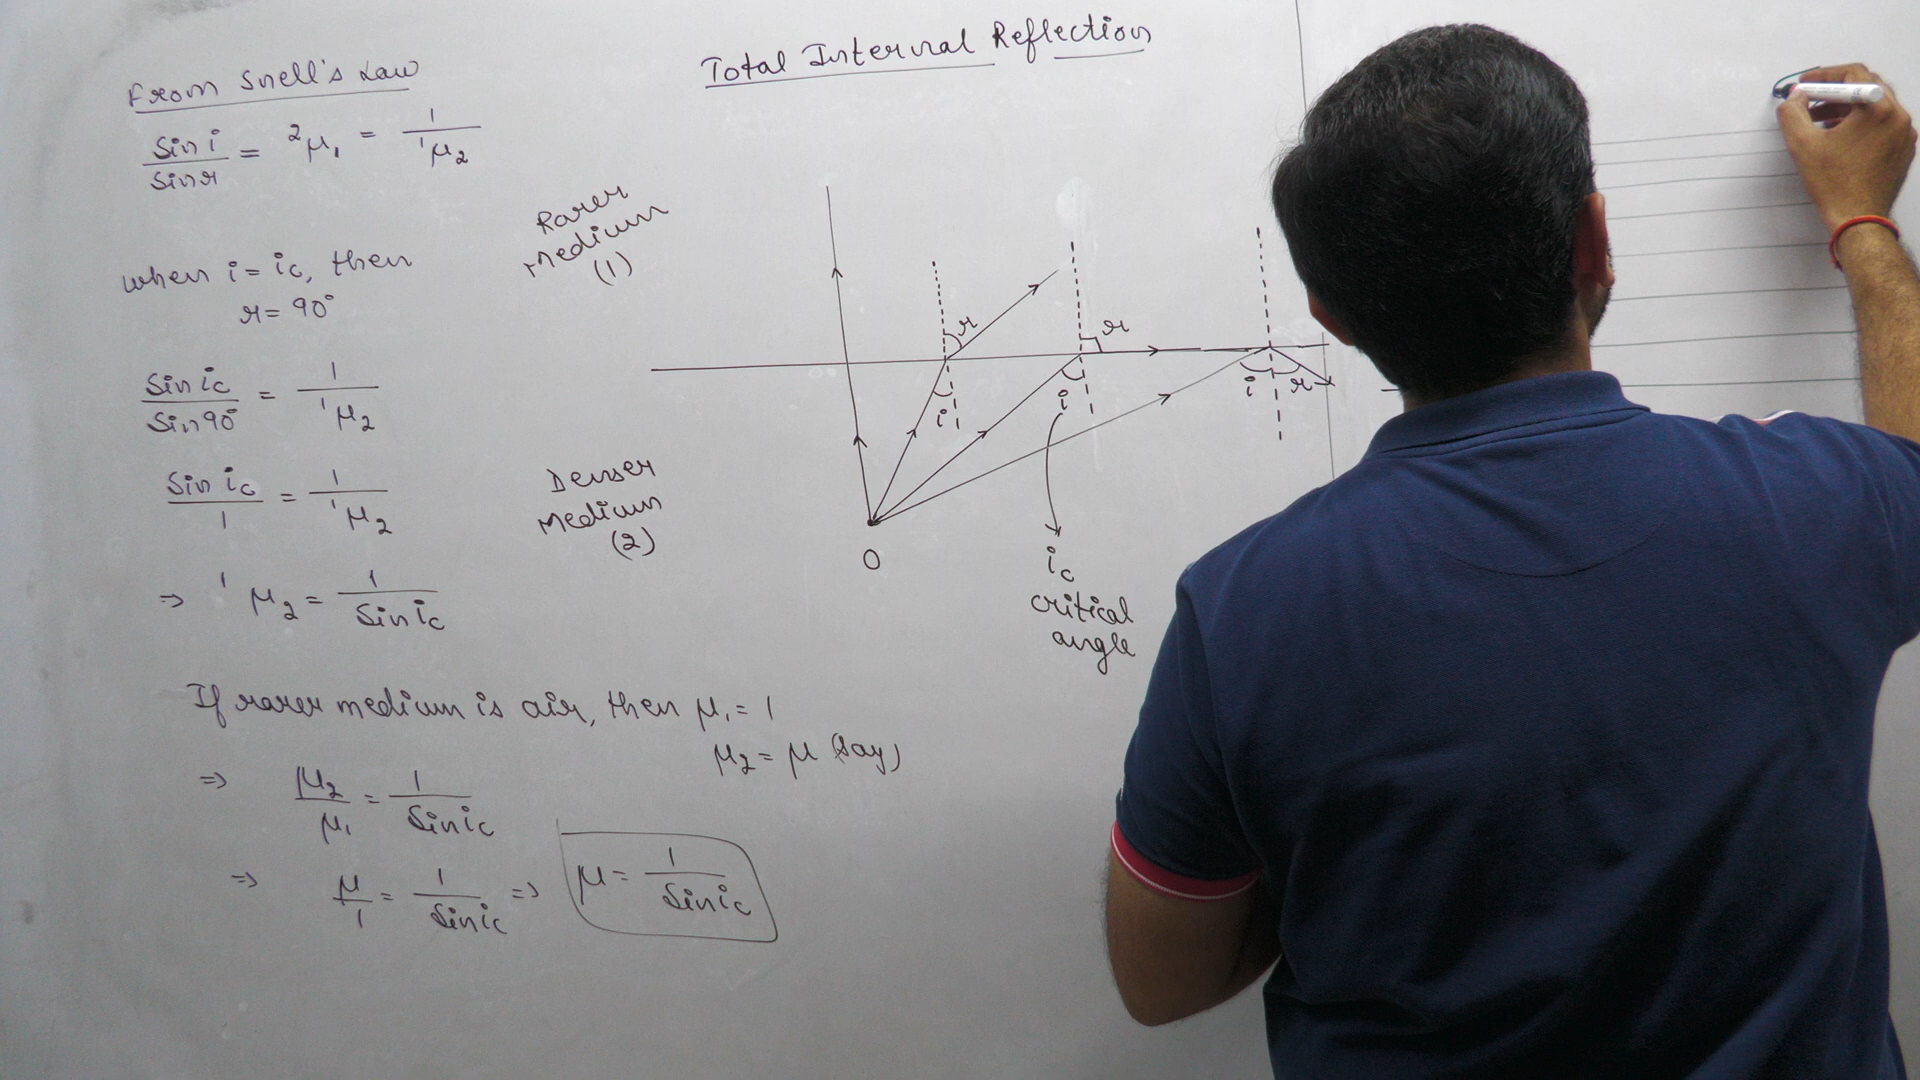 Total Internal Reflection
From Snell's Law
Sin i / Sin r = ²μ₁ = 1 / ¹μ₂
when i = ic, then
r = 90°
Sin ic / Sin 90° = 1 / ¹μ₂
Sin ic / 1 = 1 / ¹μ₂
⇒ ¹μ₂ = 1 / Sin ic
If rarer medium is air, then μ₁ = 1
μ₂ = μ (say)
⇒ μ₂ / μ₁ = 1 / Sin ic
⇒ μ / 1 = 1 / Sin ic ⇒ μ = 1 / Sin ic
Rarer
Medium
(1)
Denser
Medium
(2)
r
r
i
i
i
r
O
ic
critical
angle